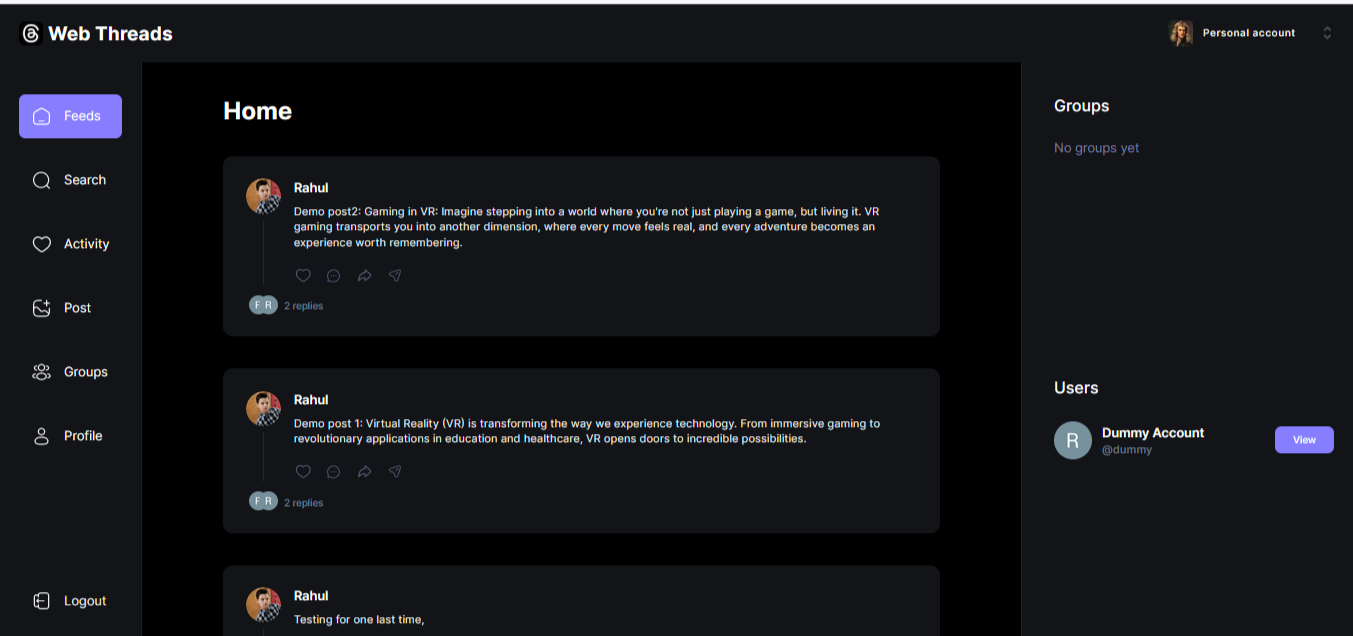 Web Threads
Personal account
Feeds
Search
Activity
Post
Groups
Profile
Logout
Home
Rahul
Demo post2: Gaming in VR: Imagine stepping into a world where you're not just playing a game, but living it. VR
gaming transports you into another dimension, where every move feels real, and every adventure becomes an
experience worth remembering.
F R
2 replies
Rahul
Demo post 1: Virtual Reality (VR) is transforming the way we experience technology. From immersive gaming to
revolutionary applications in education and healthcare, VR opens doors to incredible possibilities.
F R
2 replies
Rahul
Testing for one last time,
Groups
No groups yet
Users
R
Dummy Account
@dummy
View